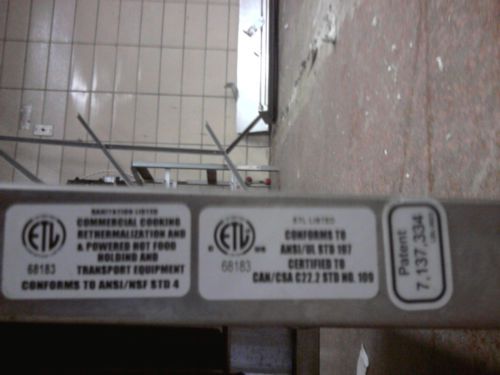 SANITATION LISTED
COMMERCIAL COOKING
RETHERMALIZATION AND
& POWERED HOT FOOD
HOLDING AND
TRANSPORT EQUIPMENT
CONFORMS TO ANSI/NSF STD 4
ETL
68183
ETL LISTED
CONFORMS TO
ANSI/UL STD 197
CERTIFIED TO
CAN/CSA C22.2 STD NO. 109
ETL
68183
Patent
7,137,334